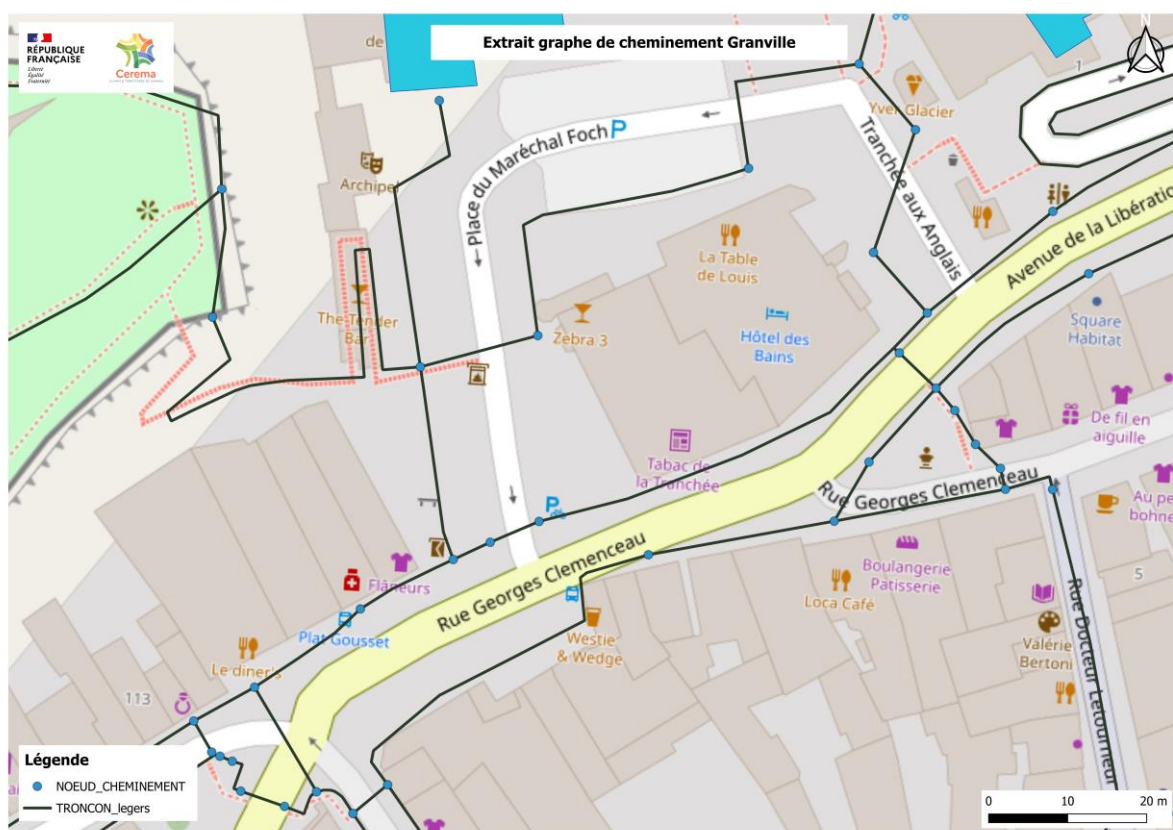 RÉPUBLIQUE
FRANÇAISE
Liberté
Égalité
Fraternité
Cerema
Extrait graphe de cheminement Granville
N
de
1
Yver Glacier
Place du Maréchal Foch
P
Tranchée aux Anglais
Archipel
Avenue de la Libératio
La Table
de Louis
The Tender
Bar
Zebra 3
Hôtel des
Bains
Square
Habitat
De fil en
aiguille
Tabac de
la Tranchée
Rue Georges Clemenceau
Au pe
bohne
P
Flâneurs
Rue Georges Clemenceau
Boulangerie
Patisserie
5
Plat Gousset
Loca Café
Westie
& Wedge
Le diner's
Valérie
Bertoni
Rue Docteur Letourneur
113
Légende
NOEUD_CHEMINEMENT
TRONCON_legers
0 10 20 m